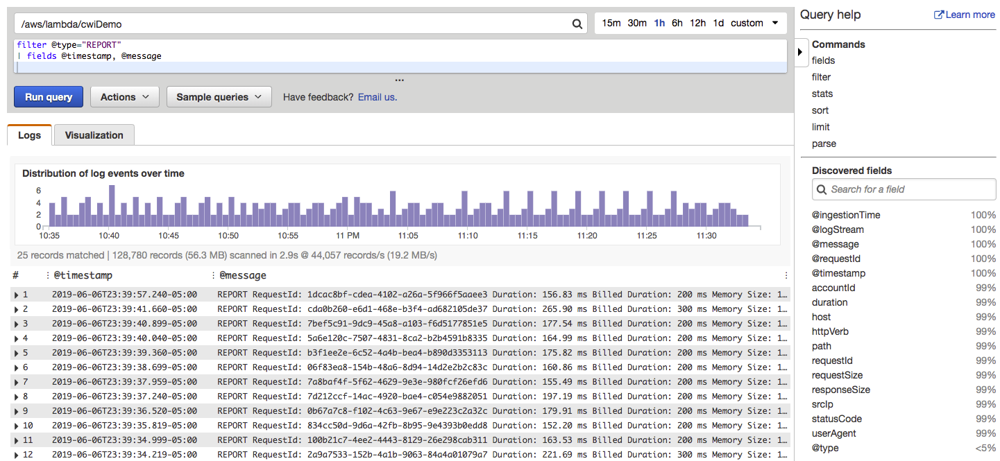 /aws/lambda/cwiDemo
15m 30m 1h 6h 12h 1d custom
filter @type="REPORT"
| fields @timestamp, @message
Run query Actions Sample queries Have feedback? Email us.
Logs Visualization
Distribution of log events over time
6
4
2
0
10:35 10:40 10:45 10:50 10:55 11 PM 11:05 11:10 11:15 11:20 11:25 11:30
25 records matched | 128,780 records (56.3 MB) scanned in 2.9s @ 44,057 records/s (19.2 MB/s)
# @timestamp @message
1 2019-06-06T23:39:57.240-05:00 REPORT RequestId: 1dcac8bf-cdea-4102-a26a-5f966f5aaee3 Duration: 156.83 ms Billed Duration: 200 ms Memory Size: 1…
2 2019-06-06T23:39:41.660-05:00 REPORT RequestId: cda0b260-e6d1-468e-b3f4-ad682105de37 Duration: 265.90 ms Billed Duration: 300 ms Memory Size: 1…
3 2019-06-06T23:39:40.899-05:00 REPORT RequestId: 7bef5c91-9dc9-45a8-a103-f6d5177851e5 Duration: 177.54 ms Billed Duration: 200 ms Memory Size: 1…
4 2019-06-06T23:39:40.040-05:00 REPORT RequestId: 5a6e120c-7507-4831-8ca2-b2b4591b8335 Duration: 164.99 ms Billed Duration: 200 ms Memory Size: 1…
5 2019-06-06T23:39:39.360-05:00 REPORT RequestId: b3f1ee2e-6c52-4a4b-bea4-b890d3353113 Duration: 175.82 ms Billed Duration: 200 ms Memory Size: 1…
6 2019-06-06T23:39:38.699-05:00 REPORT RequestId: 06f83ea8-154b-48a6-8d94-14d2e2b2c83c Duration: 160.86 ms Billed Duration: 200 ms Memory Size: 1…
7 2019-06-06T23:39:37.959-05:00 REPORT RequestId: 7a8baf4f-5f62-4629-9e3e-980fcf26efd6 Duration: 155.49 ms Billed Duration: 200 ms Memory Size: 1…
8 2019-06-06T23:39:37.240-05:00 REPORT RequestId: 7d212ccf-14ac-4920-bae4-c054e9882051 Duration: 197.19 ms Billed Duration: 200 ms Memory Size: 1…
9 2019-06-06T23:39:36.520-05:00 REPORT RequestId: 0b67a7c8-f102-4c63-9e67-e9e223c2a32c Duration: 179.91 ms Billed Duration: 200 ms Memory Size: 1…
10 2019-06-06T23:39:35.819-05:00 REPORT RequestId: 834cc50d-9d6a-42fb-8b95-9e4393b0edd8 Duration: 152.20 ms Billed Duration: 200 ms Memory Size: 1…
11 2019-06-06T23:39:34.999-05:00 REPORT RequestId: 100b21c7-4ee2-4443-8129-26e298cab311 Duration: 163.53 ms Billed Duration: 200 ms Memory Size: 1…
12 2019-06-06T23:39:34.219-05:00 REPORT RequestId: 2a9a7533-152b-4a1b-9063-84a4a01079a7 Duration: 221.69 ms Billed Duration: 300 ms Memory Size: 1…
Query help Learn more
Commands
fields
filter
stats
sort
limit
parse
Discovered fields
Search for a field
@ingestionTime 100%
@logStream 100%
@message 100%
@requestId 100%
@timestamp 100%
accountId 99%
duration 99%
host 99%
httpVerb 99%
path 99%
requestId 99%
requestSize 99%
responseSize 99%
srcIp 99%
statusCode 99%
userAgent 99%
@type <5%